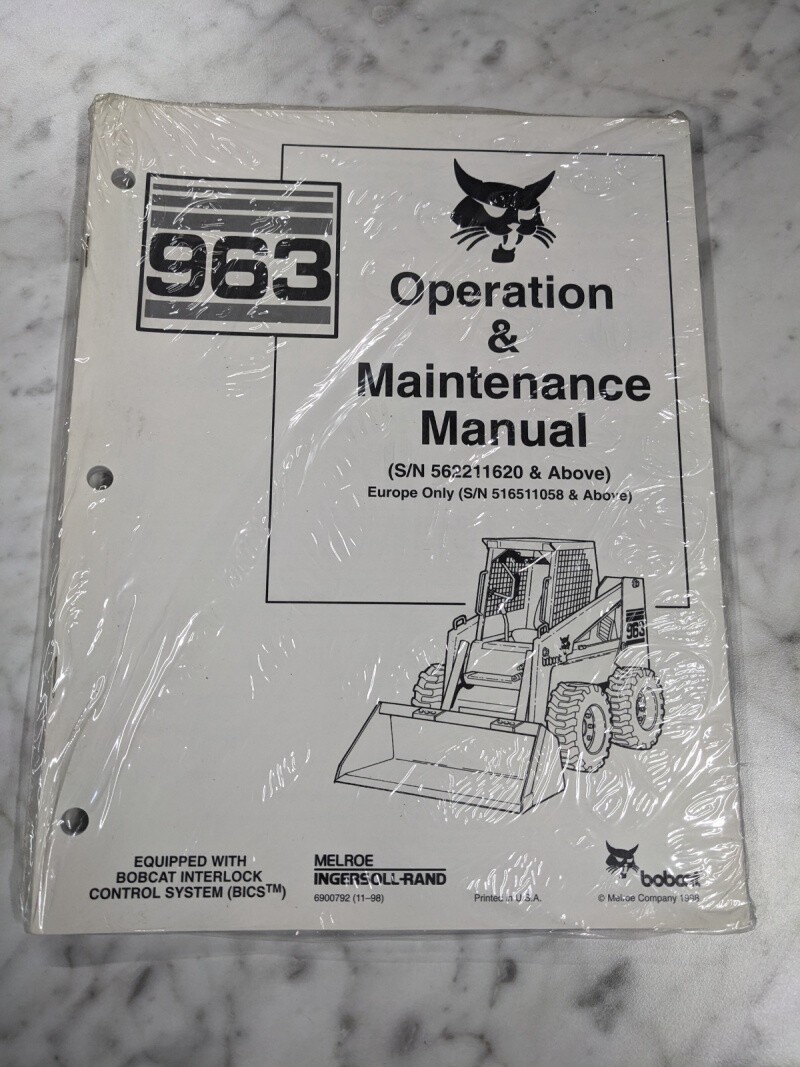 963
Operation
&
Maintenance
Manual
(S/N 562211620 & Above)
Europe Only (S/N 516511058 & Above)
963
EQUIPPED WITH
BOBCAT INTERLOCK
CONTROL SYSTEM (BICS™)
MELROE
INGERSOLL-RAND
6900792 (11–98)
Printed in U.S.A.
bobcat
© Melroe Company 1998